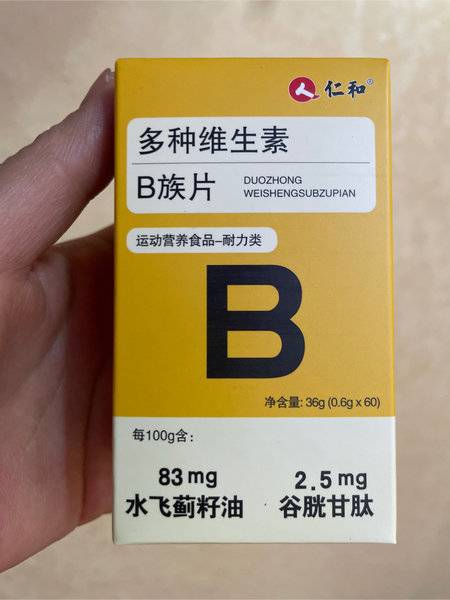 仁和®
多种维生素
B族片
DUOZHONG
WEISHENGSUBZUPIAN
运动营养食品-耐力类
B
净含量: 36g (0.6g x 60)
每100g含:
83mg 2.5mg
水飞蓟籽油 谷胱甘肽